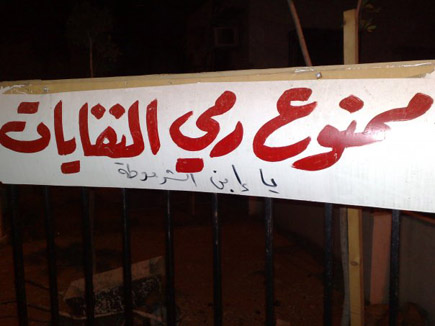 ممنوع رمي النفايات
يا إبن الشرموطة